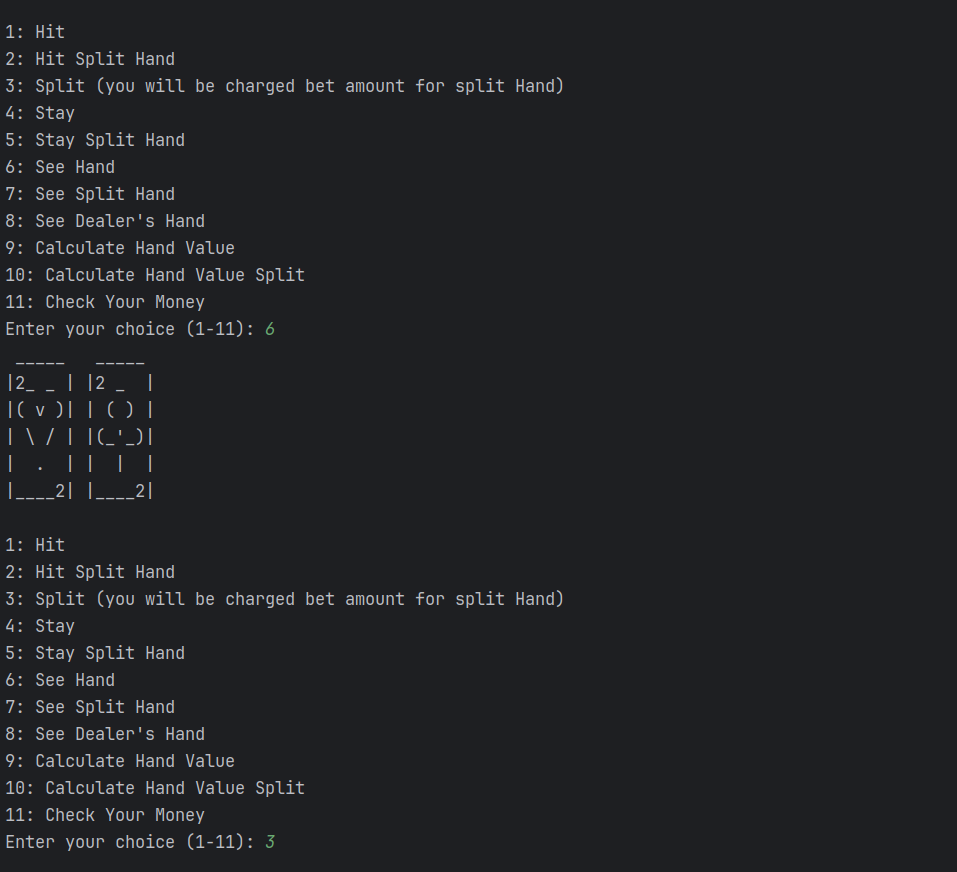 1: Hit
2: Hit Split Hand
3: Split (you will be charged bet amount for split Hand)
4: Stay
5: Stay Split Hand
6: See Hand
7: See Split Hand
8: See Dealer's Hand
9: Calculate Hand Value
10: Calculate Hand Value Split
11: Check Your Money
Enter your choice (1-11): 6
 _____   _____
|2_ _ | |2 _  |
|( v )| | ( ) |
| \ / | |(_'_)|
|  .  | |  |  |
|____2| |____2|

1: Hit
2: Hit Split Hand
3: Split (you will be charged bet amount for split Hand)
4: Stay
5: Stay Split Hand
6: See Hand
7: See Split Hand
8: See Dealer's Hand
9: Calculate Hand Value
10: Calculate Hand Value Split
11: Check Your Money
Enter your choice (1-11): 3